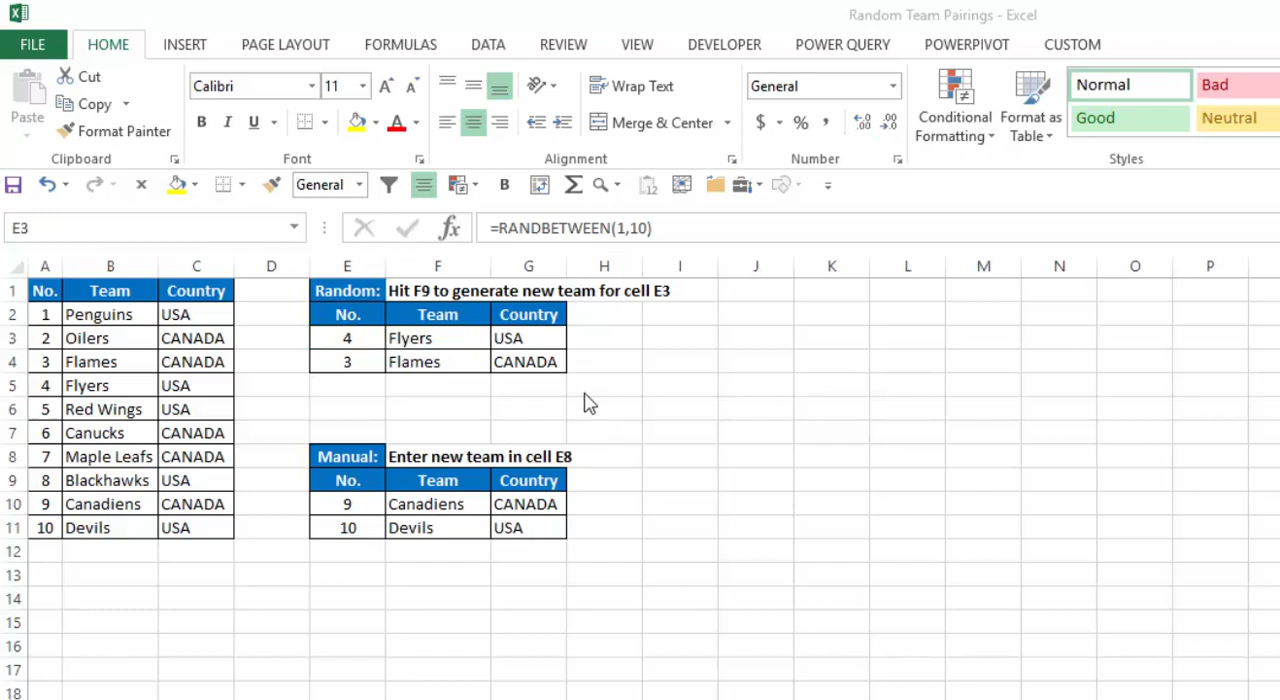 Random Team Pairings - Excel
FILE HOME INSERT PAGE LAYOUT FORMULAS DATA REVIEW VIEW DEVELOPER POWER QUERY POWERPIVOT CUSTOM
Paste
Cut
Copy
Format Painter
Clipboard
Calibri 11
B I U A
Font
Wrap Text
Merge & Center
Alignment
General
$ % ,
Number
Conditional Formatting
Format as Table
Normal Bad
Good Neutral
Styles
General B
E3 fx =RANDBETWEEN(1,10)
A B C D E F G H I J K L M N O P
1 No. Team Country Random: Hit F9 to generate new team for cell E3
2 1 Penguins USA No. Team Country
3 2 Oilers CANADA 4 Flyers USA
4 3 Flames CANADA 3 Flames CANADA
5 4 Flyers USA
6 5 Red Wings USA
7 6 Canucks CANADA
8 7 Maple Leafs CANADA Manual: Enter new team in cell E8
9 8 Blackhawks USA No. Team Country
10 9 Canadiens CANADA 9 Canadiens CANADA
11 10 Devils USA 10 Devils USA
12
13
14
15
16
17
18